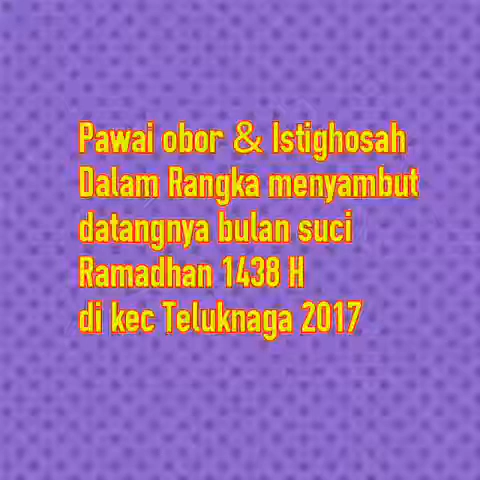 Pawai obor & Istighosah
Dalam Rangka menyambut
datangnya bulan suci
Ramadhan 1438 H
di kec Teluknaga 2017